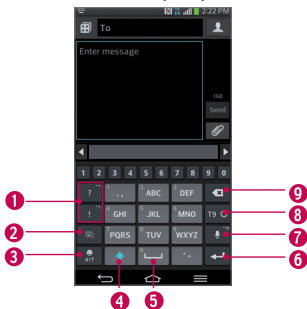 2:22 PM
To
Enter message
160
Send
1 2 3 4 5 6 7 8 9 0
? ., ABC DEF
! GHI JKL MNO T9
PQRS TUV WXYZ
#!? '-
1
2
3
4
5
6
7
8
9